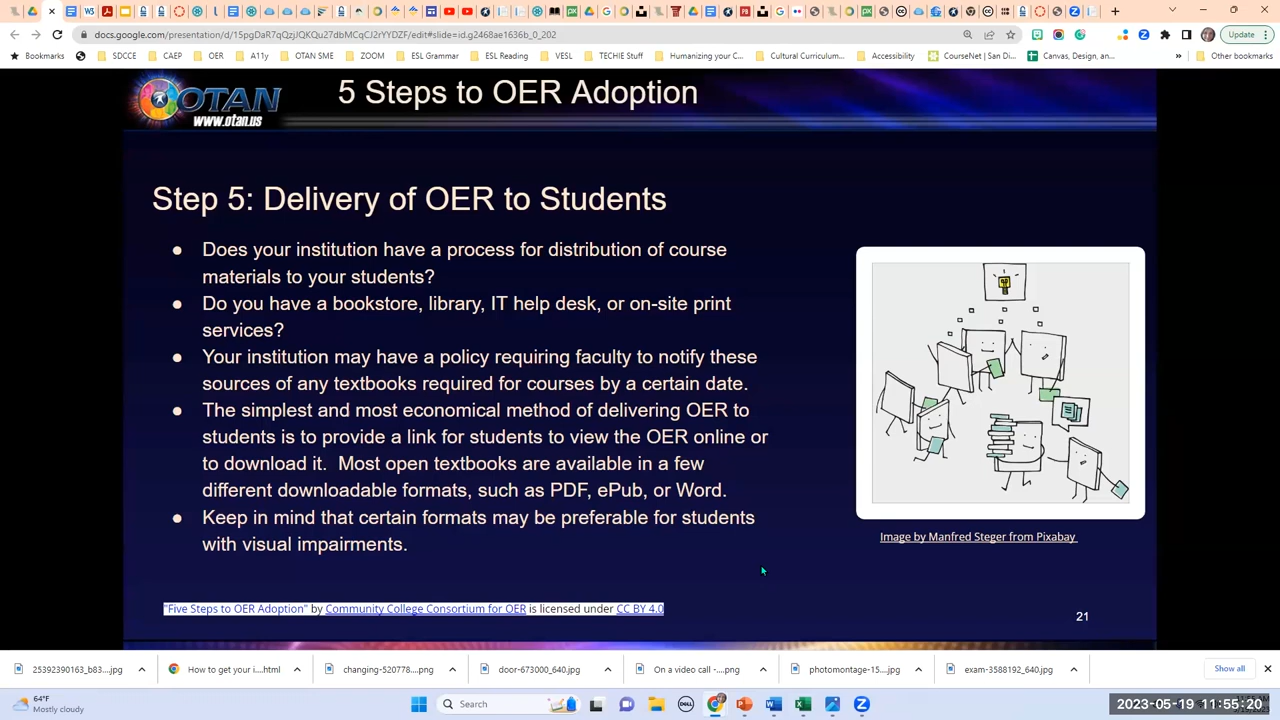 docs.google.com/presentation/d/15pgDaR7qQzjJQKQu27dbMCqCJ2rYYDZF/edit#slide=id.g2468ae1636b_0_202
Update
Bookmarks
SDCCE
CAEP
OER
A11y
OTAN SME
ZOOM
ESL Grammar
ESL Reading
VESL
TECHIE Stuff
Humanizing your Co...
Cultural Curriculum...
Accessibility
CourseNet | San Di...
Canvas, Design, an...
»
Other bookmarks
OTAN
www.otan.us
5 Steps to OER Adoption
Step 5: Delivery of OER to Students
● Does your institution have a process for distribution of course
materials to your students?
● Do you have a bookstore, library, IT help desk, or on-site print
services?
● Your institution may have a policy requiring faculty to notify these
sources of any textbooks required for courses by a certain date.
● The simplest and most economical method of delivering OER to
students is to provide a link for students to view the OER online or
to download it. Most open textbooks are available in a few
different downloadable formats, such as PDF, ePub, or Word.
● Keep in mind that certain formats may be preferable for students
with visual impairments.
Image by Manfred Steger from Pixabay
"Five Steps to OER Adoption" by Community College Consortium for OER is licensed under CC BY 4.0
21
25392390163_b83....jpg
How to get your i....html
changing-520778....png
door-673000_640.jpg
On a video call -....png
photomontage-15....jpg
exam-3588192_640.jpg
Show all
64°F
Mostly cloudy
Search
2023-05-19 11:55:20